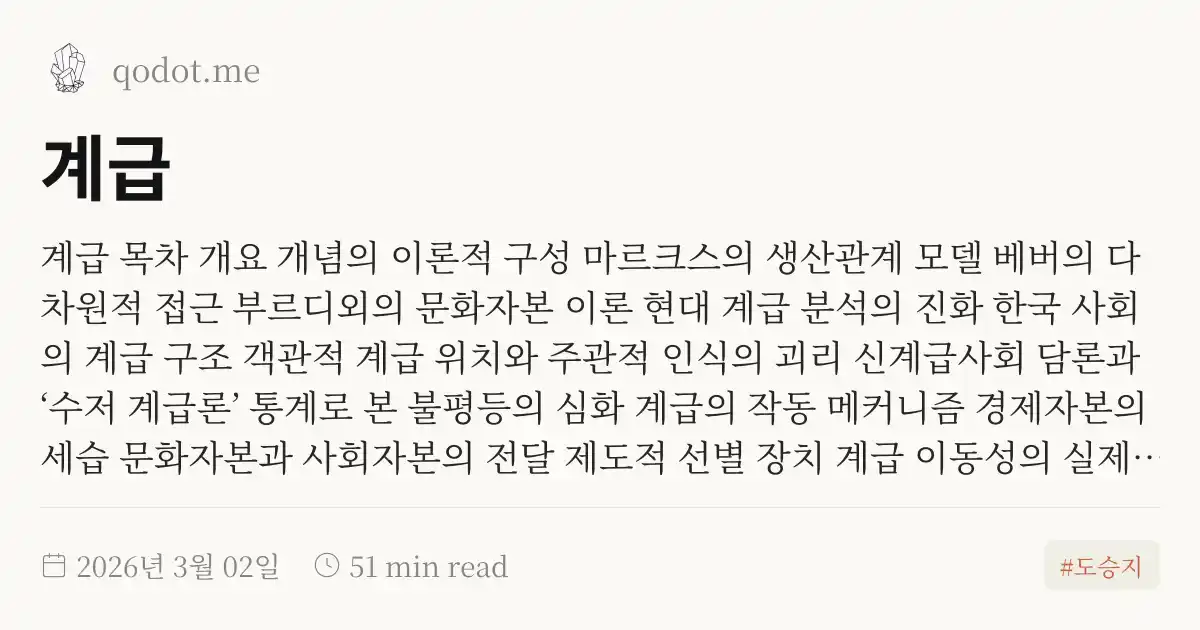 qodot.me
계급
계급 목차 개요 개념의 이론적 구성 마르크스의 생산관계 모델 베버의 다
차원적 접근 부르디외의 문화자본 이론 현대 계급 분석의 진화 한국 사회
의 계급 구조 객관적 계급 위치와 주관적 인식의 괴리 신계급사회 담론과
‘수저 계급론’ 통계로 본 불평등의 심화 계급의 작동 메커니즘 경제자본의
세습 문화자본과 사회자본의 전달 제도적 선별 장치 계급 이동성의 실제…
2026년 3월 02일 51 min read
#도승지